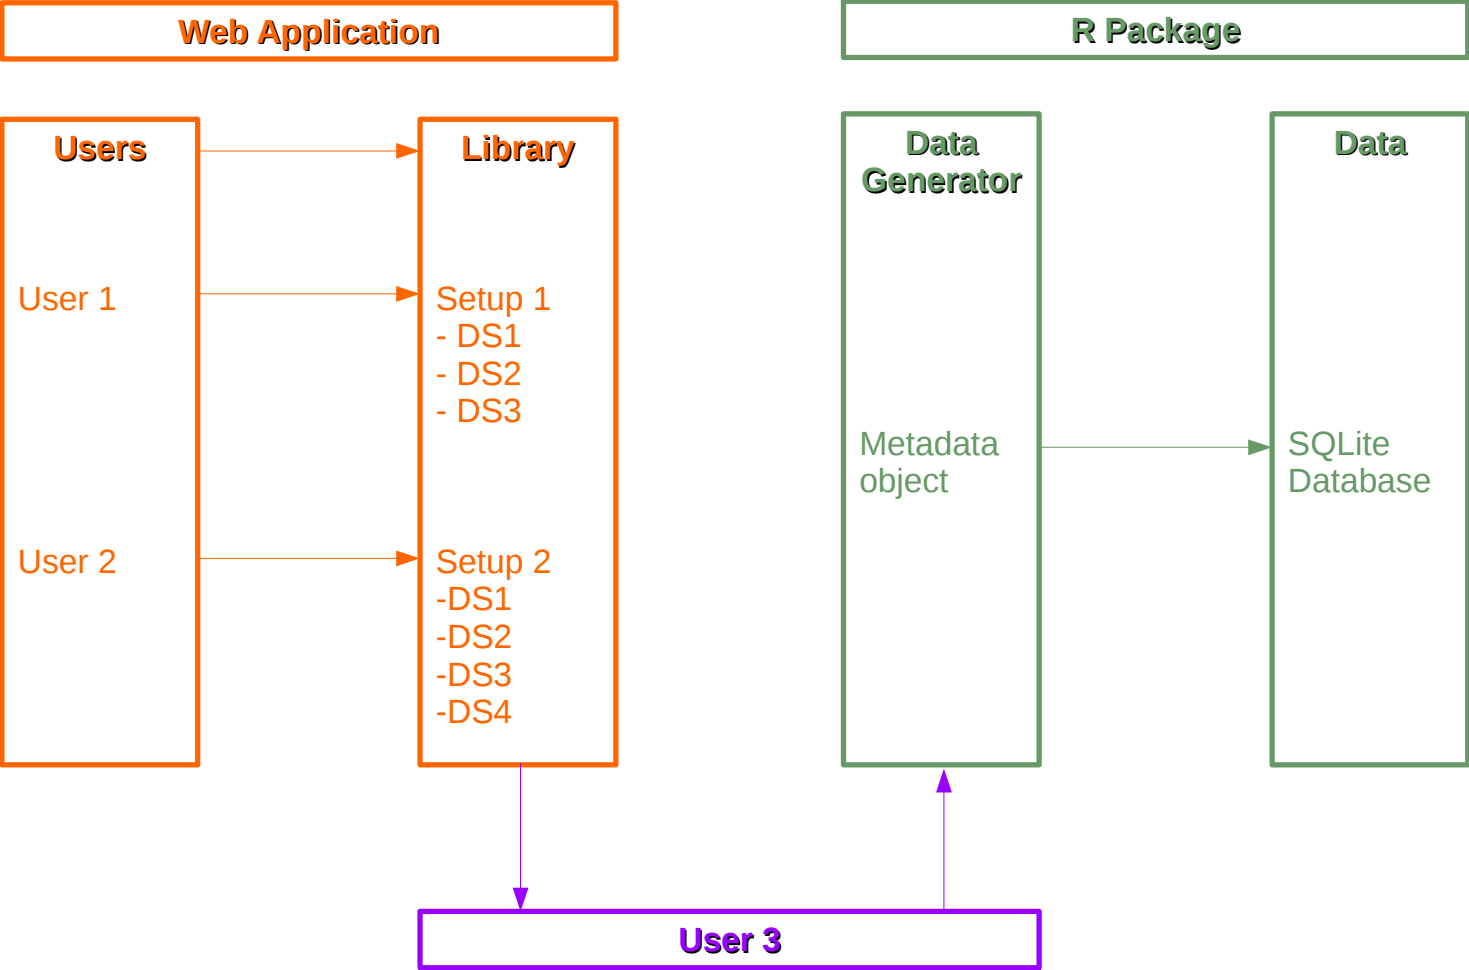 Web Application
R Package
Users
Library
Data
Generator
Data
User 1
Setup 1
- DS1
- DS2
- DS3
Metadata
object
SQLite
Database
User 2
Setup 2
-DS1
-DS2
-DS3
-DS4
User 3